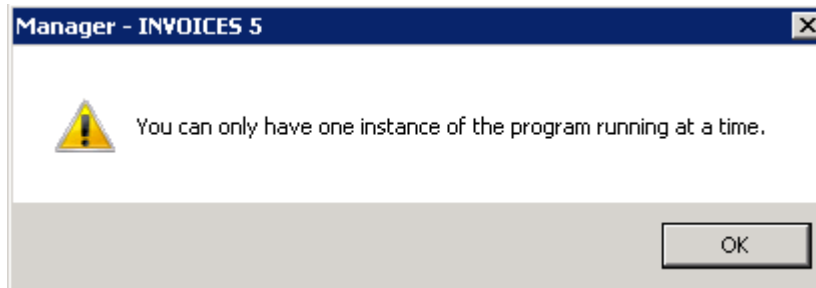 Manager - INVOICES 5
You can only have one instance of the program running at a time.
OK